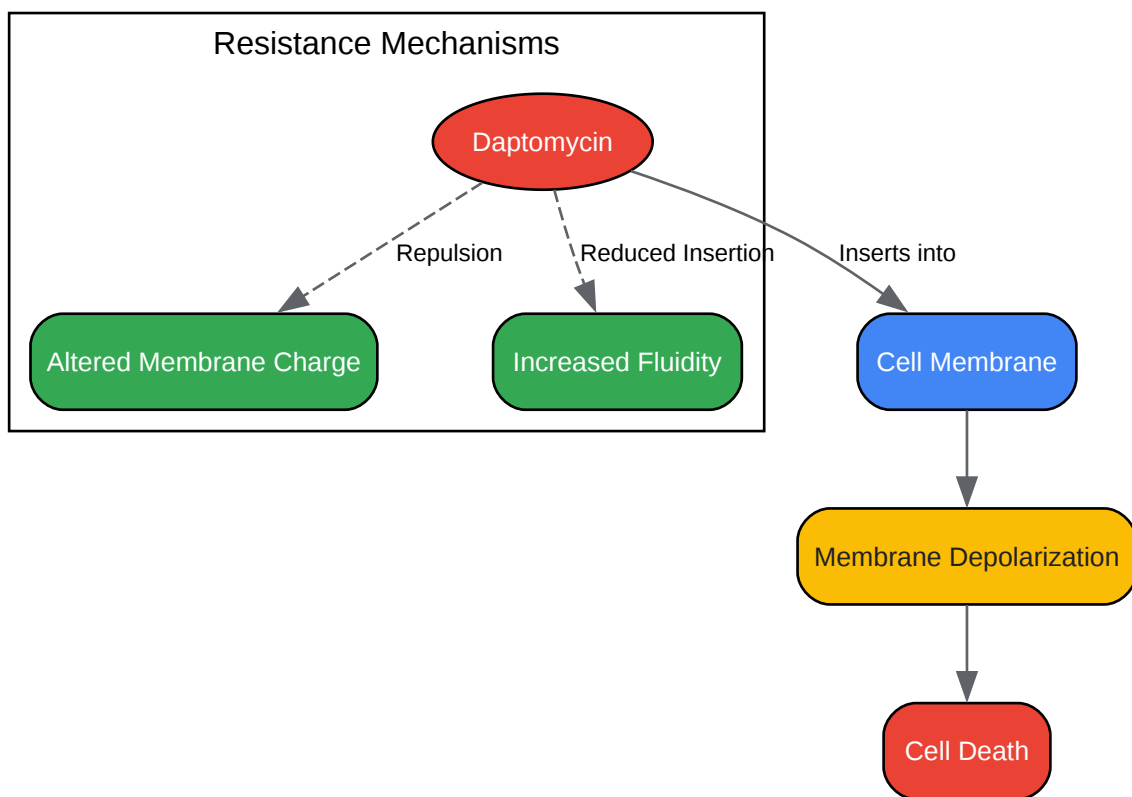 Resistance Mechanisms
Daptomycin
Repulsion
Reduced Insertion
Inserts into
Altered Membrane Charge
Increased Fluidity
Cell Membrane
Membrane Depolarization
Cell Death